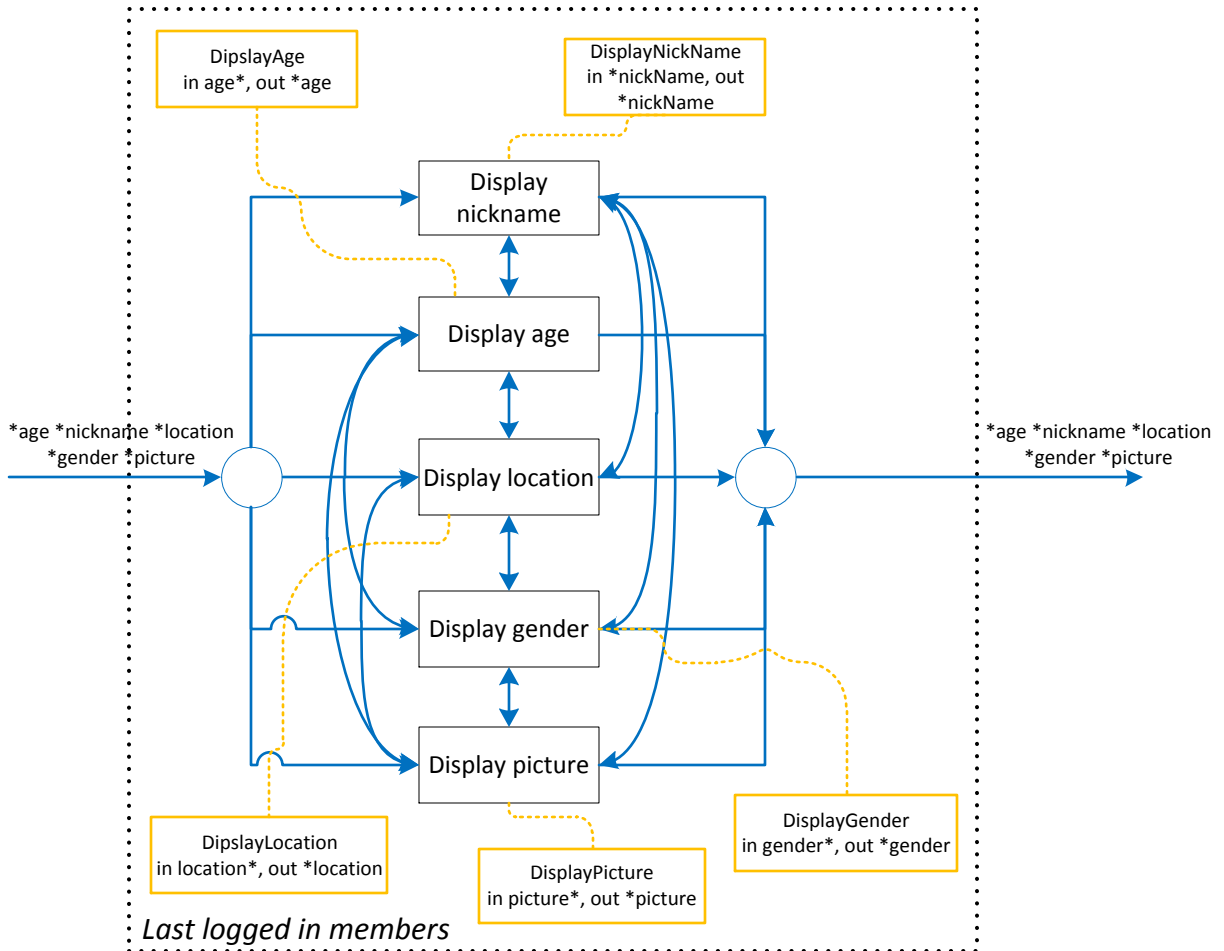 DipslayAge
in age*, out *age
DisplayNickName
in *nickName, out
*nickName
Display
nickname
Display age
*age *nickname *location
*gender *picture
Display location
*age *nickname *location
*gender *picture
Display gender
Display picture
DipslayLocation
in location*, out *location
DisplayPicture
in picture*, out *picture
DisplayGender
in gender*, out *gender
Last logged in members